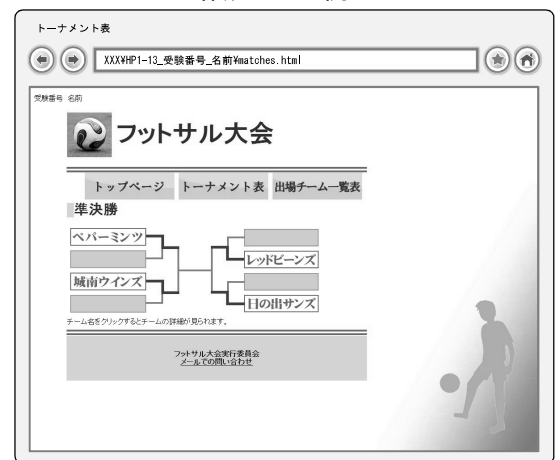 トーナメント表
XXX¥HP1-13_受験番号_名前¥matches.html
受験番号 名前
フットサル大会
トップページ トーナメント表 出場チーム一覧表
準決勝
ペパーミンツ
レッドビーンズ
城南ウインズ
日の出サンズ
チーム名をクリックするとチームの詳細が見られます。
フットサル大会実行委員会
メールでの問い合わせ